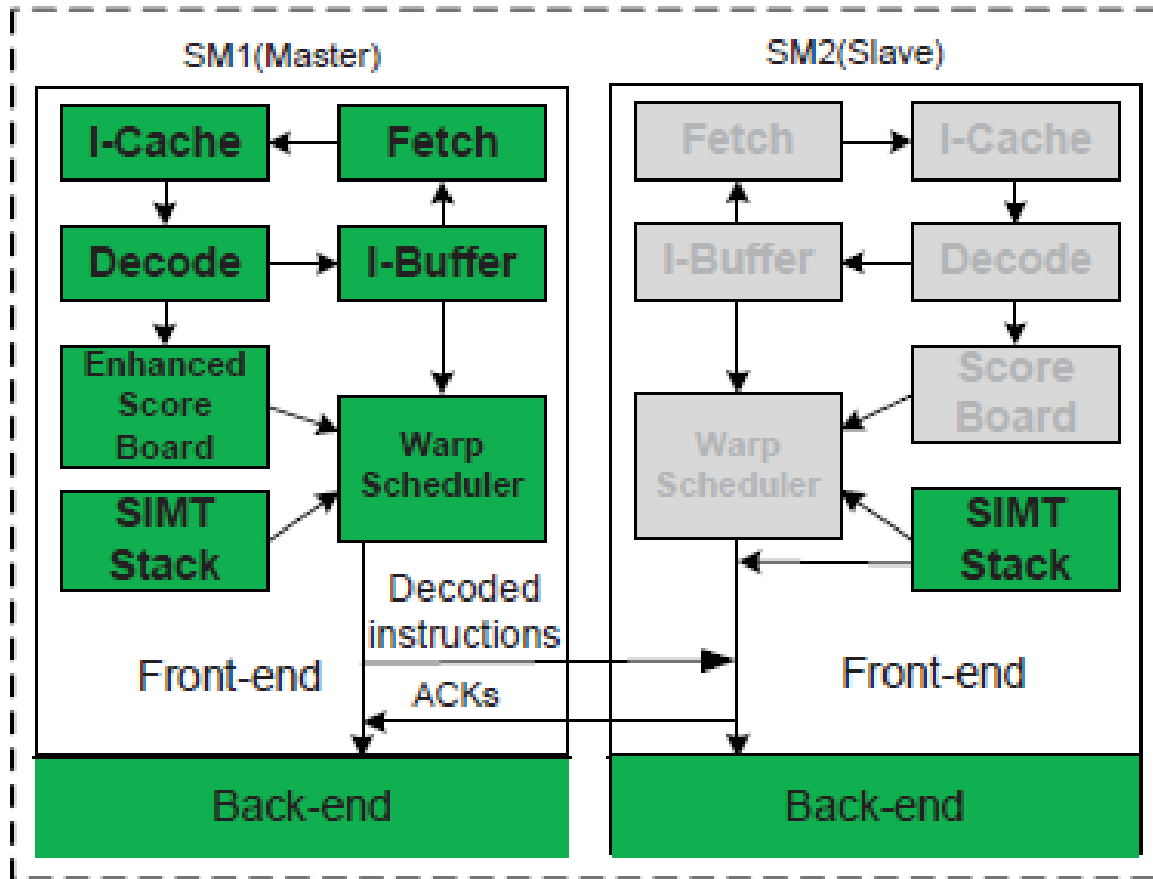 SM1(Master)
SM2(Slave)
I-Cache
Fetch
Fetch
I-Cache
Decode
I-Buffer
I-Buffer
Decode
Enhanced
Score
Board
Warp
Scheduler
Warp
Scheduler
Score
Board
SIMT
Stack
SIMT
Stack
Decoded
instructions
Front-end
ACKs
Front-end
Back-end
Back-end